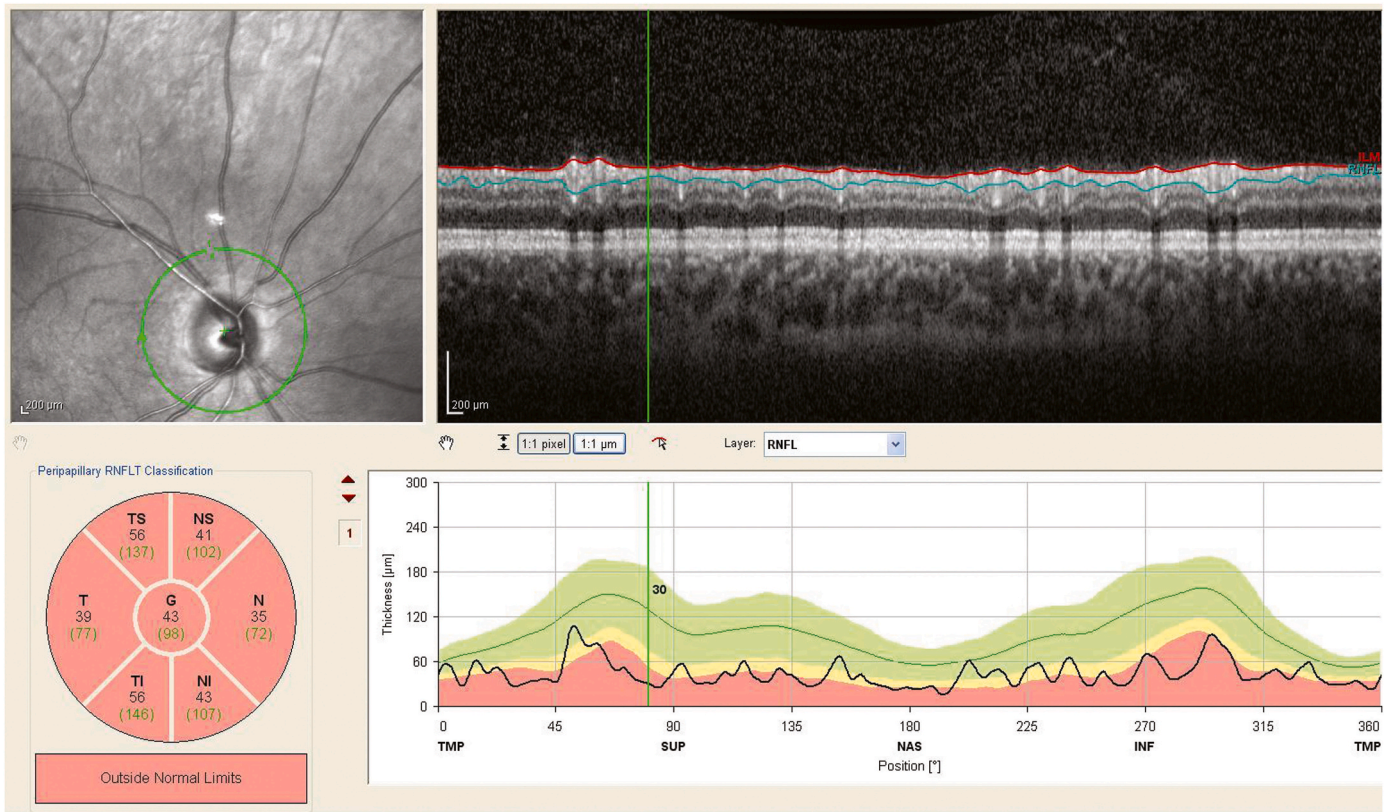 200 µm
ILM
RNFL
200 µm
1:1 pixel
1:1 µm
Layer:
RNFL
Peripapillary RNFLT Classification
TS
56
(137)
NS
41
(102)
T
39
(77)
G
43
(98)
N
35
(72)
TI
56
(146)
NI
43
(107)
Outside Normal Limits
1
Thickness [µm]
300
240
180
120
60
0
30
0
45
90
135
180
225
270
315
360
TMP
SUP
NAS
INF
TMP
Position [°]